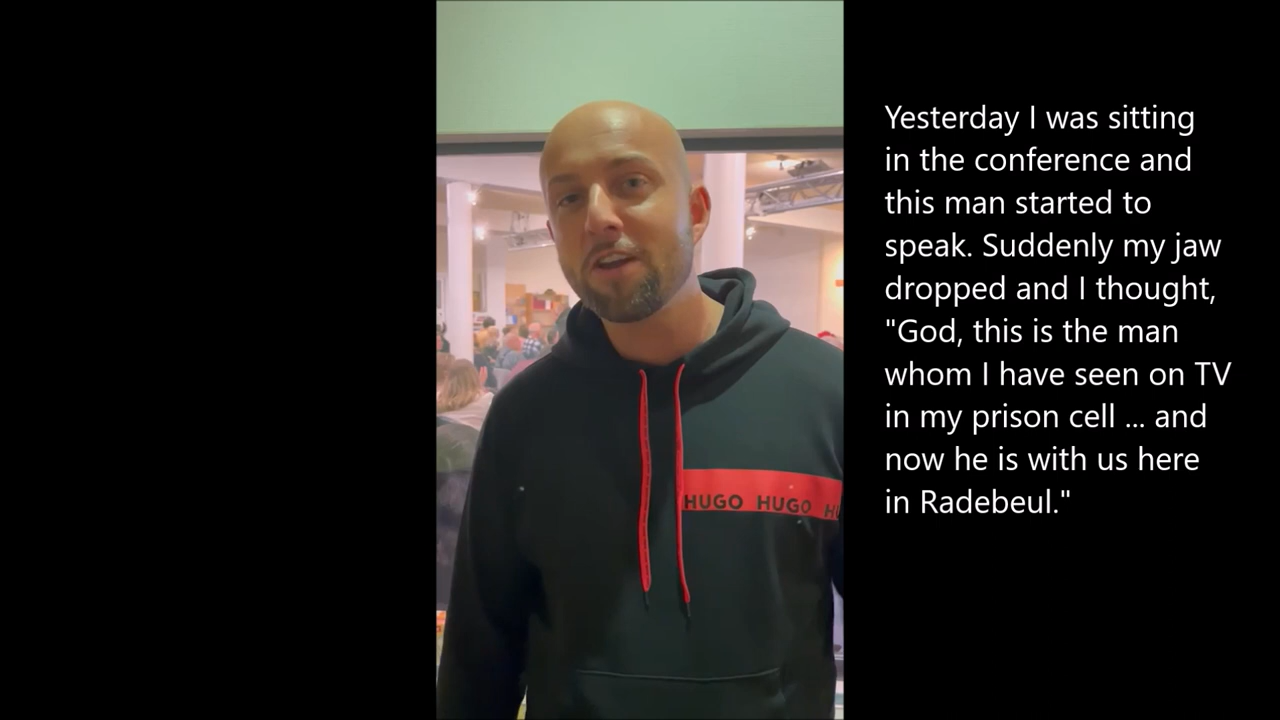 Yesterday I was sitting
in the conference and
this man started to
speak. Suddenly my jaw
dropped and I thought,
"God, this is the man
whom I have seen on TV
in my prison cell ... and
now he is with us here
in Radebeul."
HUGO HUGO HU